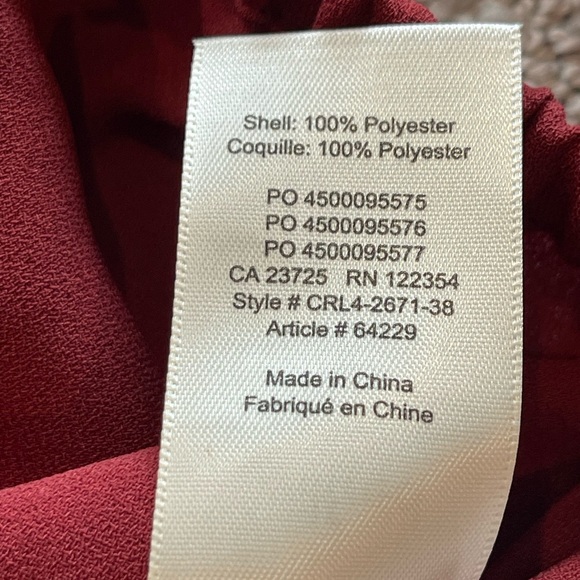 Shell: 100% Polyester
Coquille: 100% Polyester
PO 4500095575
PO 4500095576
PO 4500095577
CA 23725 RN 122354
Style # CRL4-2671-38
Article # 64229
Made in China
Fabriqué en Chine